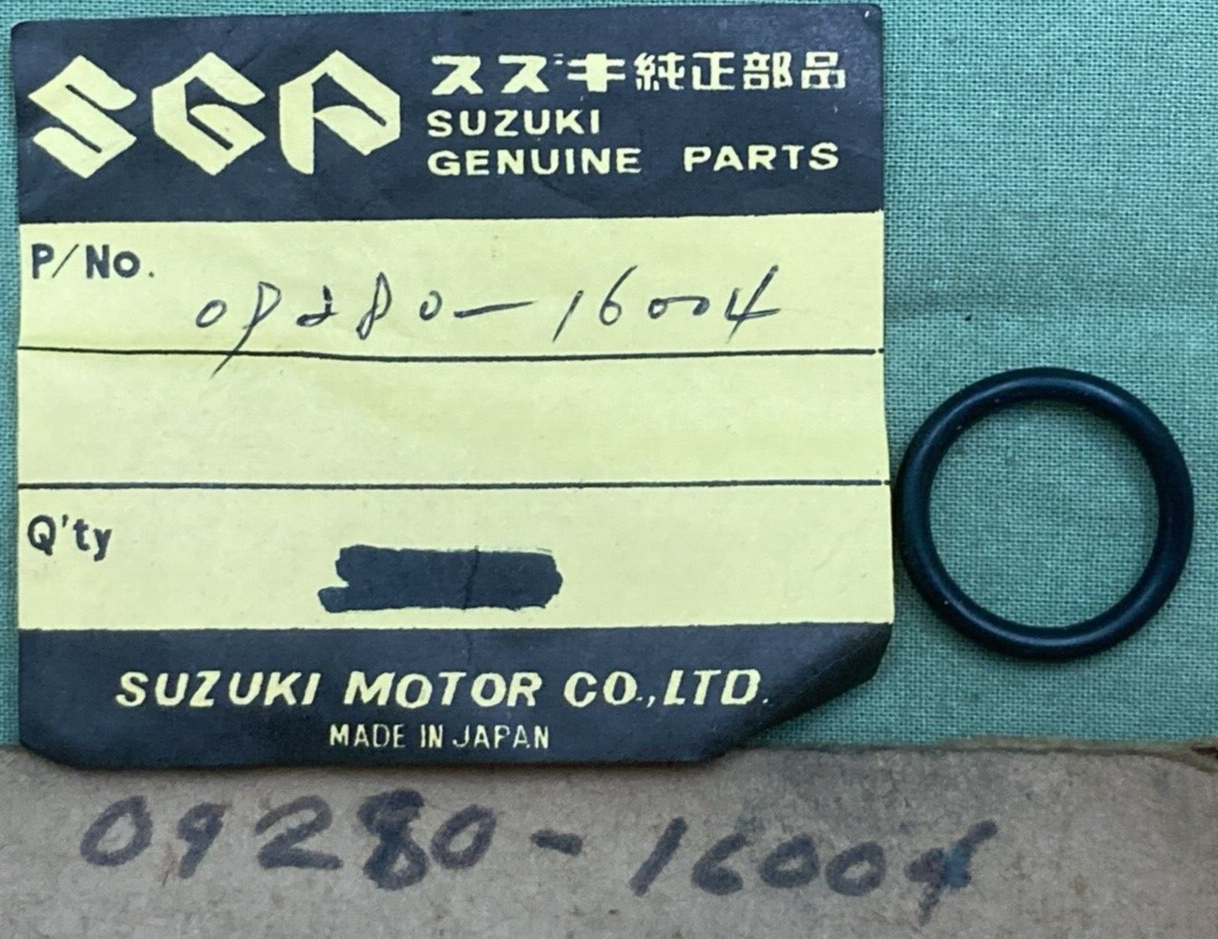 SGP
スズキ純正部品
SUZUKI
GENUINE PARTS
P/No.
09280-16004
Q'ty
SUZUKI MOTOR CO.,LTD.
MADE IN JAPAN
09280-16004